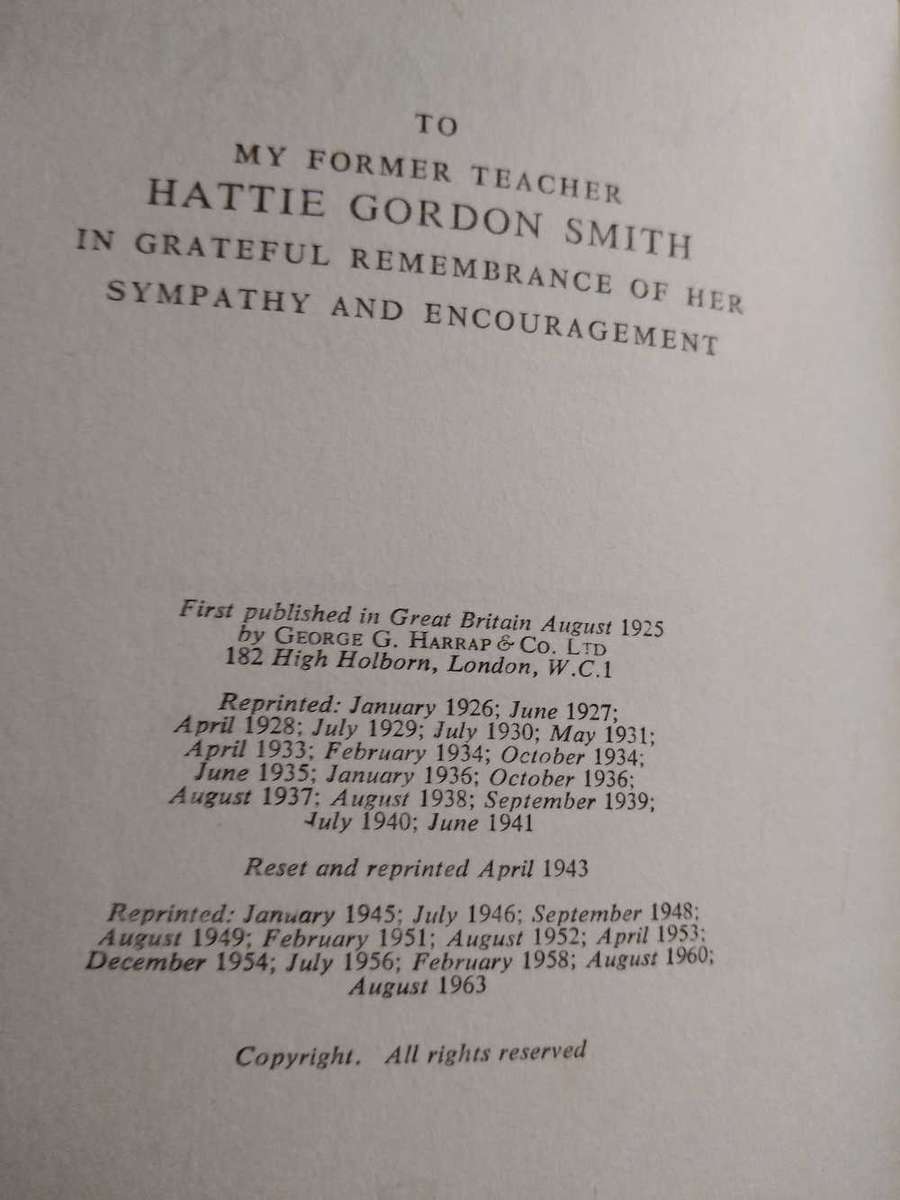 TO
MY FORMER TEACHER
HATTIE GORDON SMITH
IN GRATEFUL REMEMBRANCE OF HER
SYMPATHY AND ENCOURAGEMENT
First published in Great Britain August 1925
by GEORGE G. HARRAP & CO. LTD
182 High Holborn, London, W.C.1
Reprinted: January 1926; June 1927;
April 1928; July 1929; July 1930; May 1931;
April 1933; February 1934; October 1934;
June 1935; January 1936; October 1936;
August 1937; August 1938; September 1939;
July 1940; June 1941
Reset and reprinted April 1943
Reprinted: January 1945; July 1946; September 1948;
August 1949; February 1951; August 1952; April 1953;
December 1954; July 1956; February 1958; August 1960;
August 1963
Copyright. All rights reserved